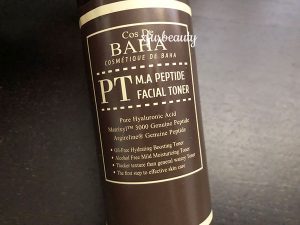 Cos De
BAHA
COSMÉTIQUE DE BAHA
PT M.A PEPTIDE
FACIAL TONER
Pure Hyaluronic Acid
Matrixyl™ 3000 Genuine Peptide
Argireline® Genuine Peptide
• Oil-Free Hydrating Boosting Toner
• Alcohol Free Mild Moisturizing Toner
• Thicker texture than general watery Toner
• The first step to effective skin care